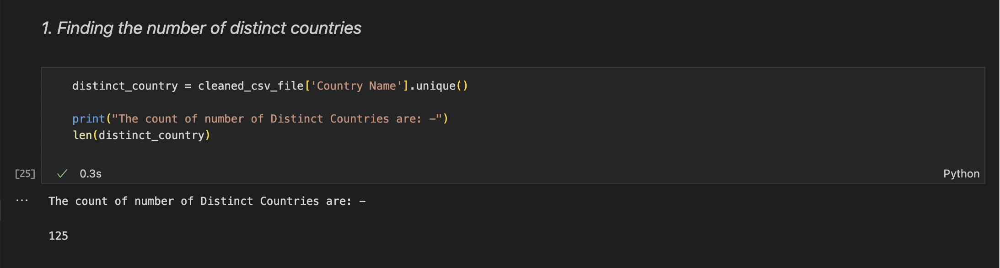 1. Finding the number of distinct countries
distinct_country = cleaned_csv_file['Country Name'].unique()
print("The count of number of Distinct Countries are: -")
len(distinct_country)
[25]
0.3s
Python
The count of number of Distinct Countries are: -
125